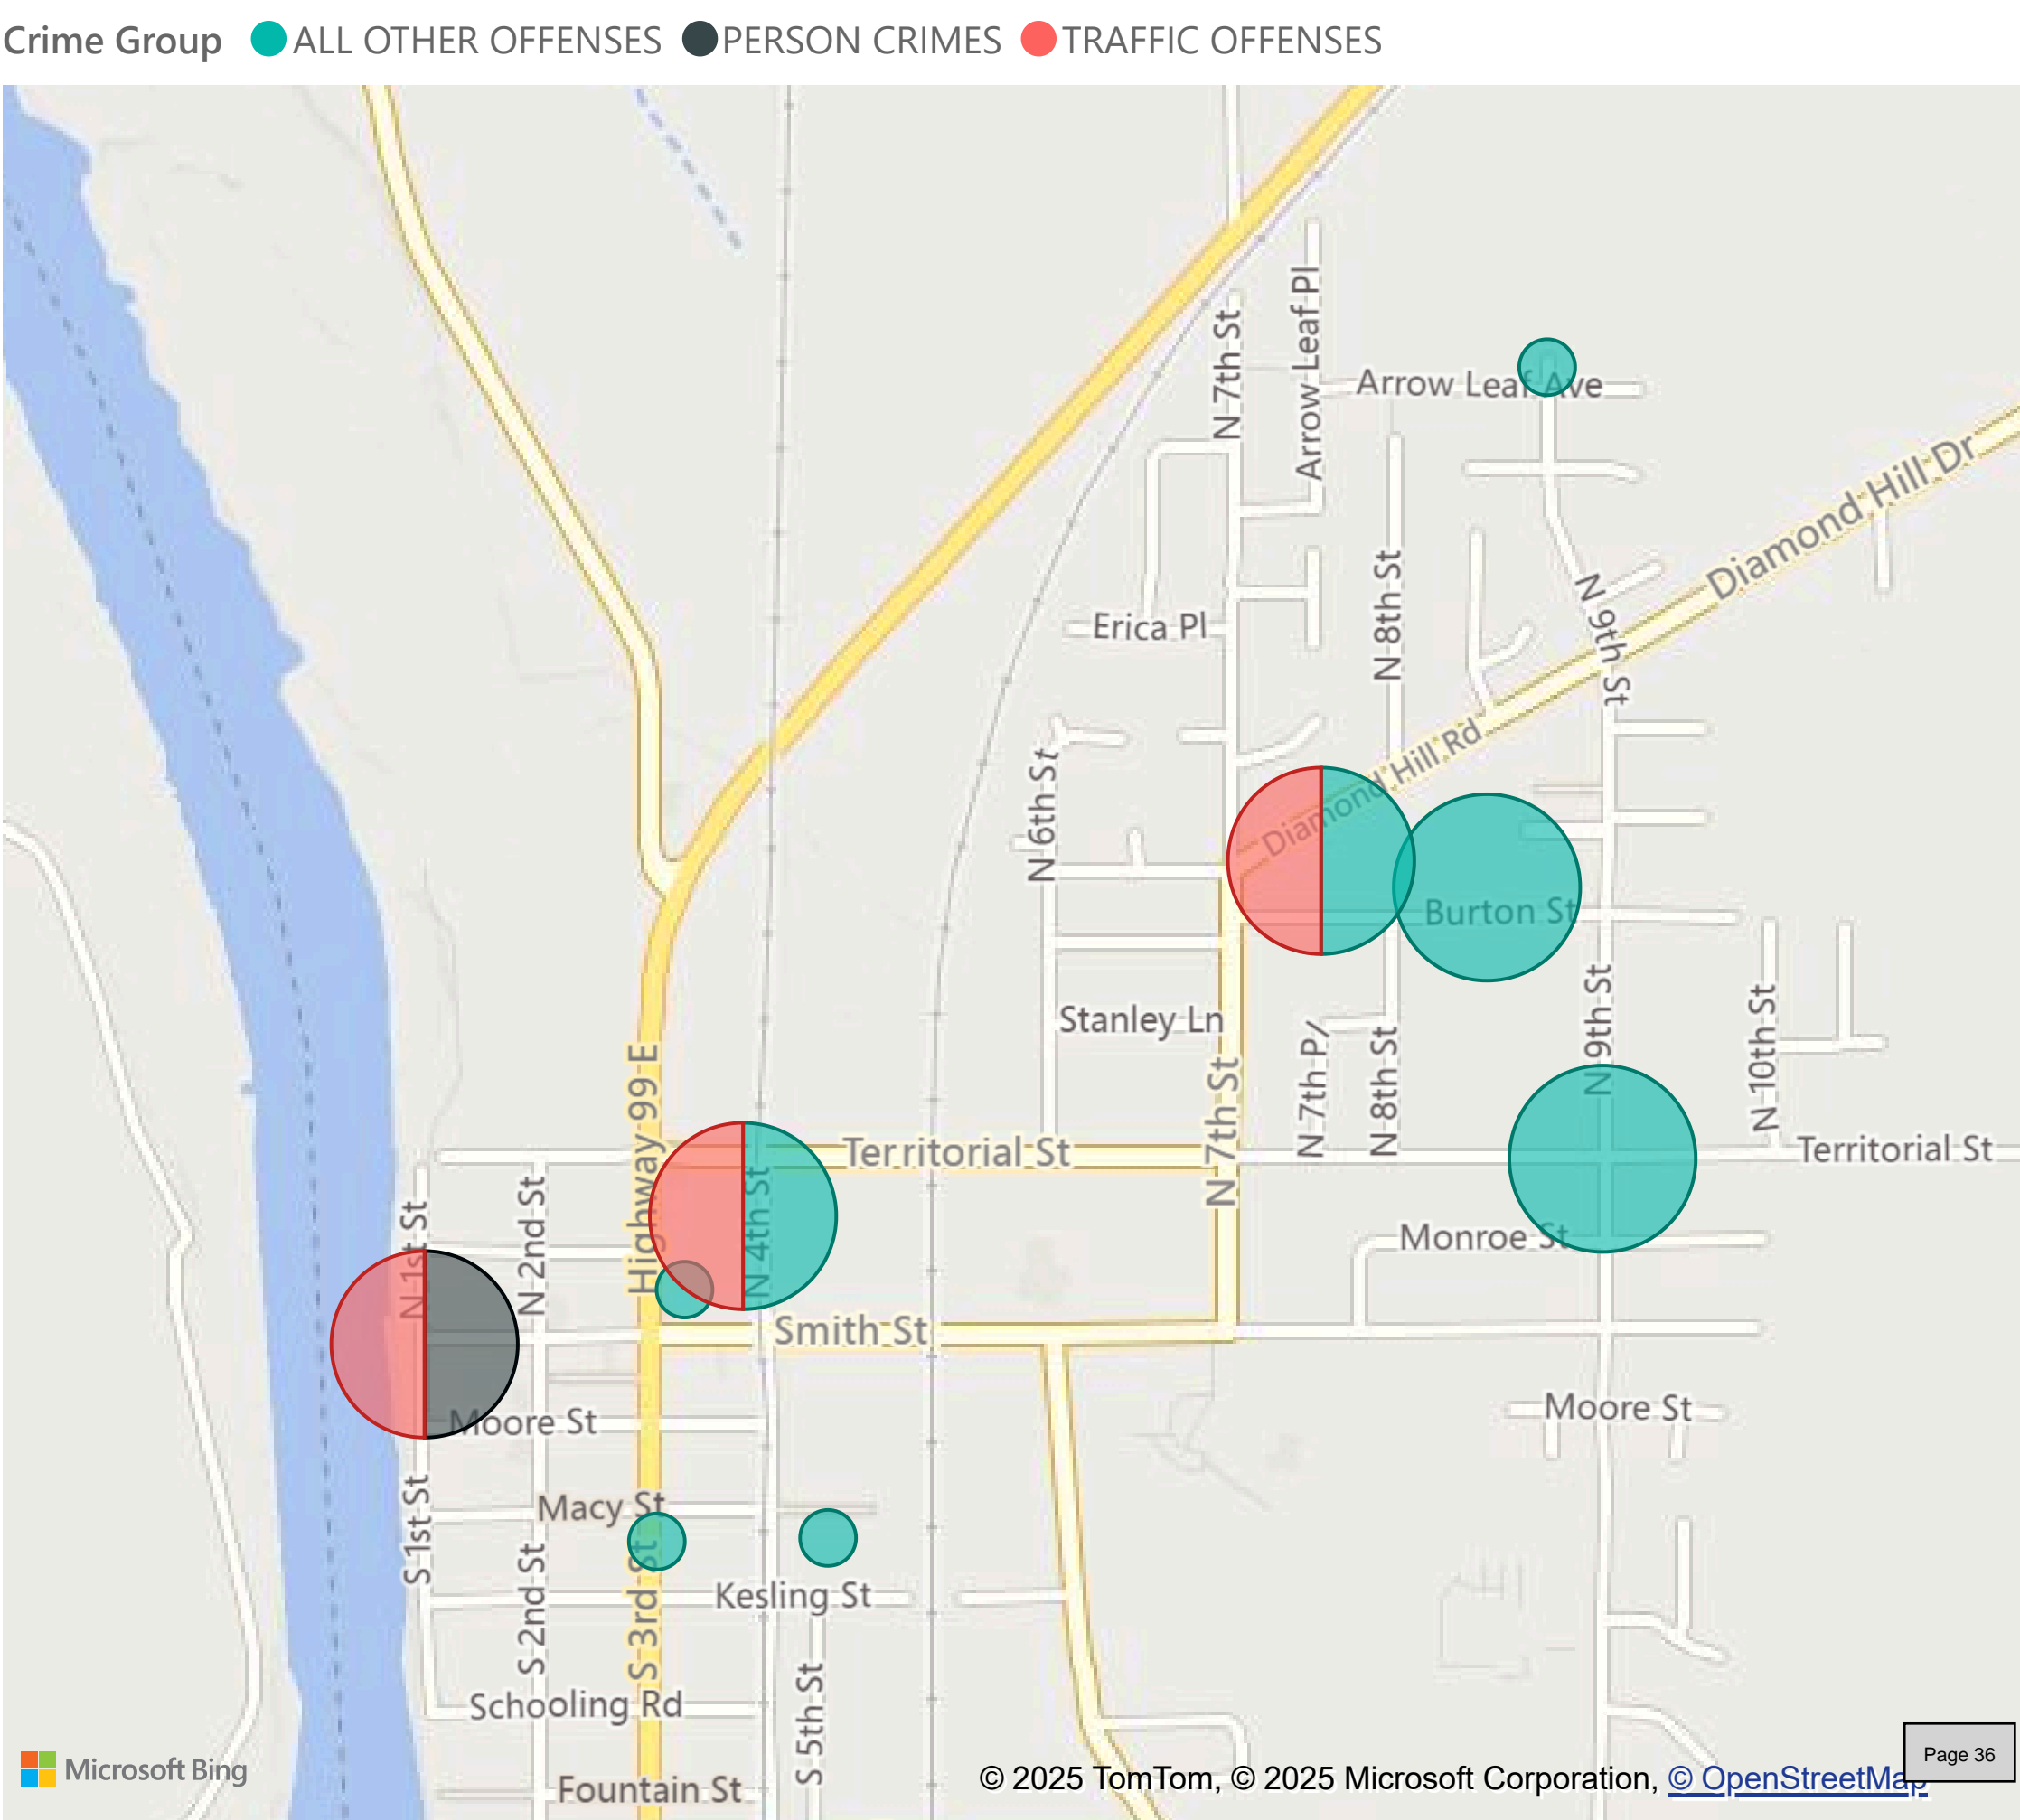 Crime Group ALL OTHER OFFENSES PERSON CRIMES TRAFFIC OFFENSES
N 7th St
Arrow Leaf Pl
Arrow Leaf Ave
Diamond Hill Dr
N 8th St
N 9th St
Erica Pl
Diamond Hill Rd
N 6th St
Burton St
Stanley Ln
N 7th Pl
N 8th St
N 9th St
N 10th St
Highway 99 E
N 7th St
Territorial St
Territorial St
N 1st St
N 2nd St
N 4th St
Monroe St
Smith St
Moore St
Moore St
S 1st St
Macy St
S 2nd St
S 3rd St
Kesling St
Schooling Rd
S 5th St
Fountain St
Microsoft Bing
Page 36
© 2025 TomTom, © 2025 Microsoft Corporation, © OpenStreetMap